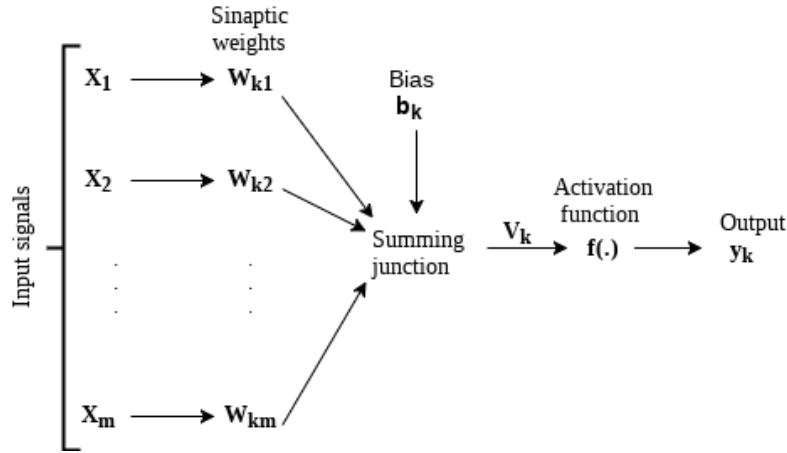 Sinaptic
weights
X1
Wk1
Bias
bk
X2
Wk2
Activation
function
Input signals
Summing
junction
Vk
f(.)
Output
yk
. .
. .
. .
Xm
Wkm